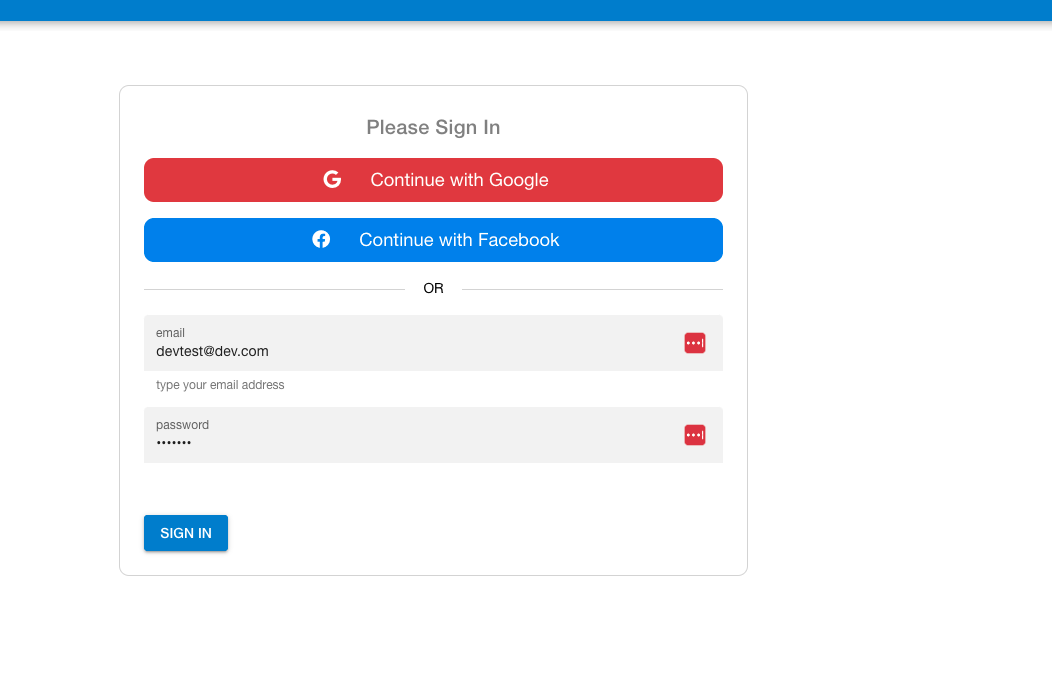 Please Sign In
Continue with Google
Continue with Facebook
OR
email
devtest@dev.com
type your email address
password
•••••••
SIGN IN